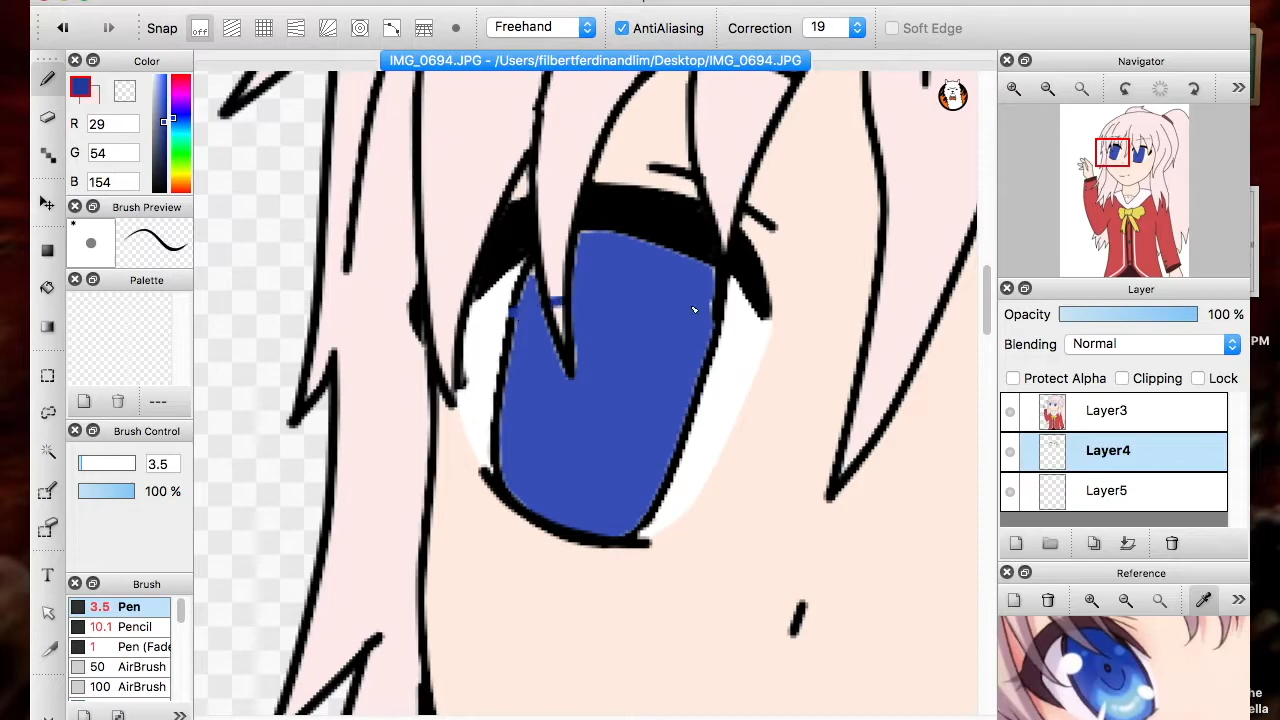 Snap off Freehand AntiAliasing Correction 19 Soft Edge
IMG_0694.JPG - /Users/filbertferdinandlim/Desktop/IMG_0694.JPG
Color
R 29
G 54
B 154
Brush Preview
*
Palette
---
Brush Control
3.5
100 %
Brush
3.5 Pen
10.1 Pencil
1 Pen (Fade
50 AirBrush
100 AirBrush
T
Navigator
Layer
Opacity 100 %
Blending Normal
Protect Alpha Clipping Lock
Layer3
Layer4
Layer5
Reference
PM
ne
ella